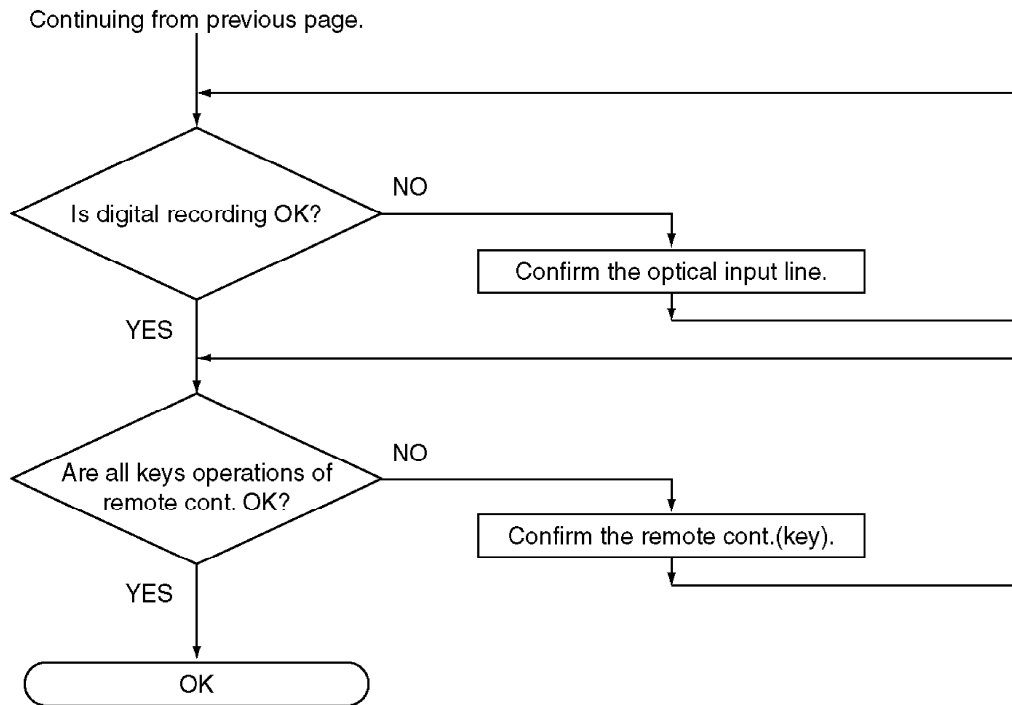 Continuing from previous page.
Is digital recording OK?
NO
Confirm the optical input line.
YES
Are all keys operations of
remote cont. OK?
NO
Confirm the remote cont.(key).
YES
OK